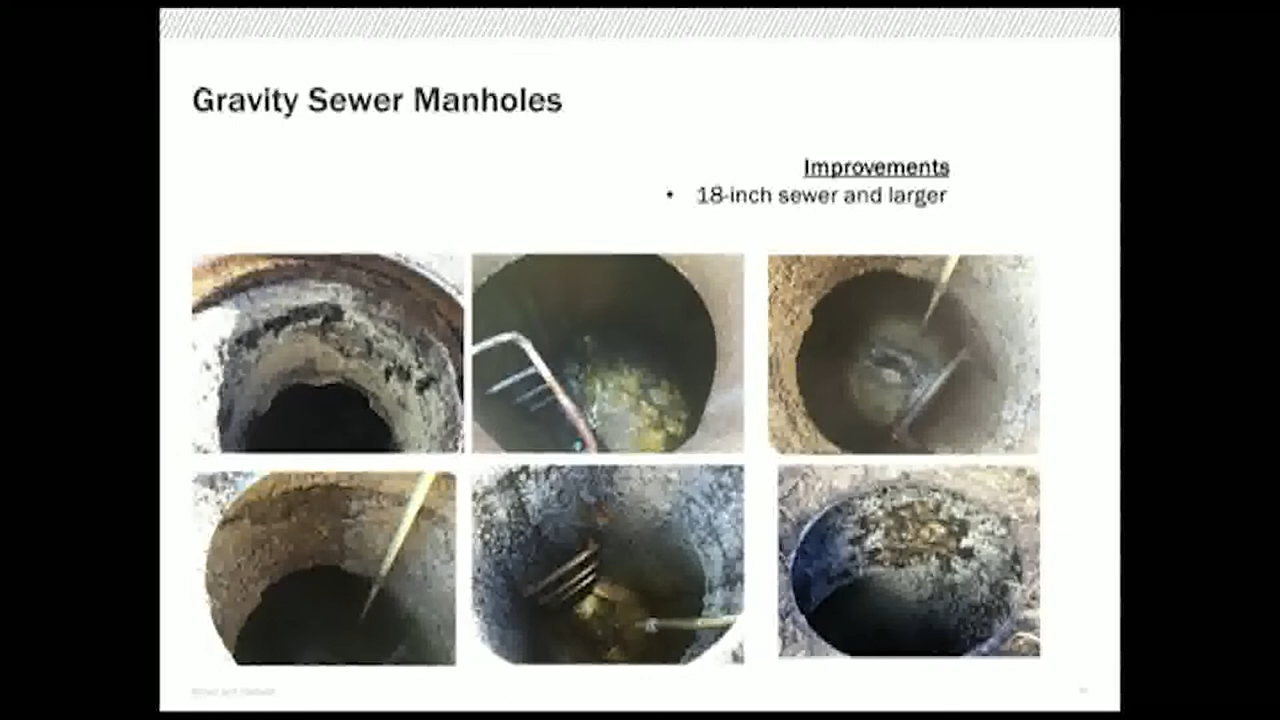 Gravity Sewer Manholes
Improvements
• 18-inch sewer and larger